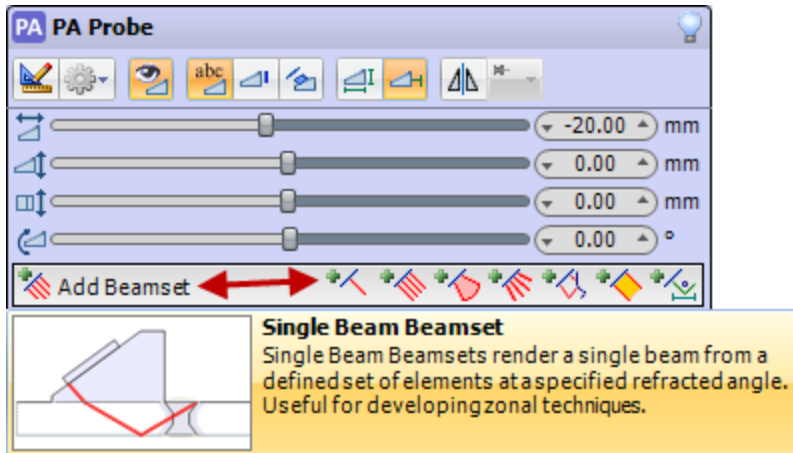 PA PA Probe
abc
-20.00 mm
0.00 mm
0.00 mm
0.00 °
Add Beamset
Single Beam Beamset
Single Beam Beamsets render a single beam from a
defined set of elements at a specified refracted angle.
Useful for developing zonal techniques.